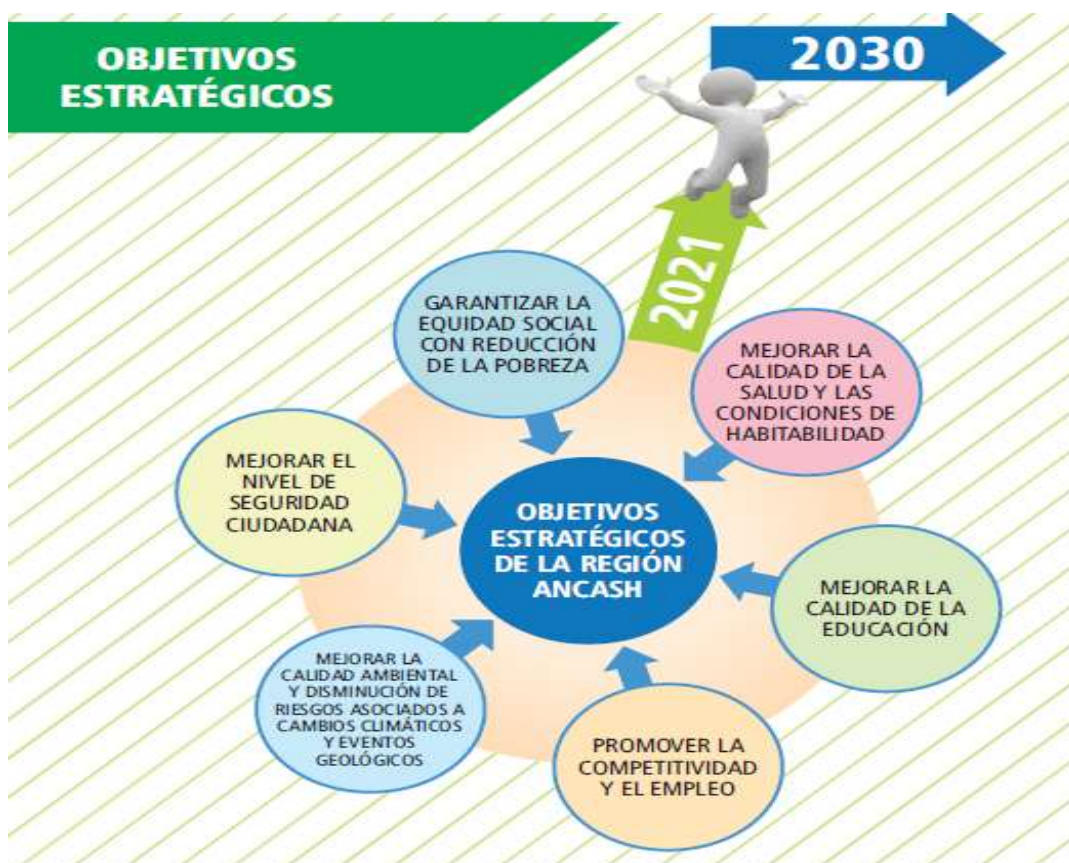 OBJETIVOS
ESTRATÉGICOS
2030
2021
GARANTIZAR LA
EQUIDAD SOCIAL
CON REDUCCIÓN
DE LA POBREZA
MEJORAR LA
CALIDAD DE LA
SALUD Y LAS
CONDICIONES DE
HABITABILIDAD
MEJORAR EL
NIVEL DE
SEGURIDAD
CIUDADANA
OBJETIVOS
ESTRATÉGICOS
DE LA REGIÓN
ANCASH
MEJORAR LA
CALIDAD DE LA
EDUCACIÓN
MEJORAR LA
CALIDAD AMBIENTAL
Y DISMINUCIÓN DE
RIESGOS ASOCIADOS A
CAMBIOS CLIMÁTICOS
Y EVENTOS
GEOLÓGICOS
PROMOVER LA
COMPETITIVIDAD
Y EL EMPLEO